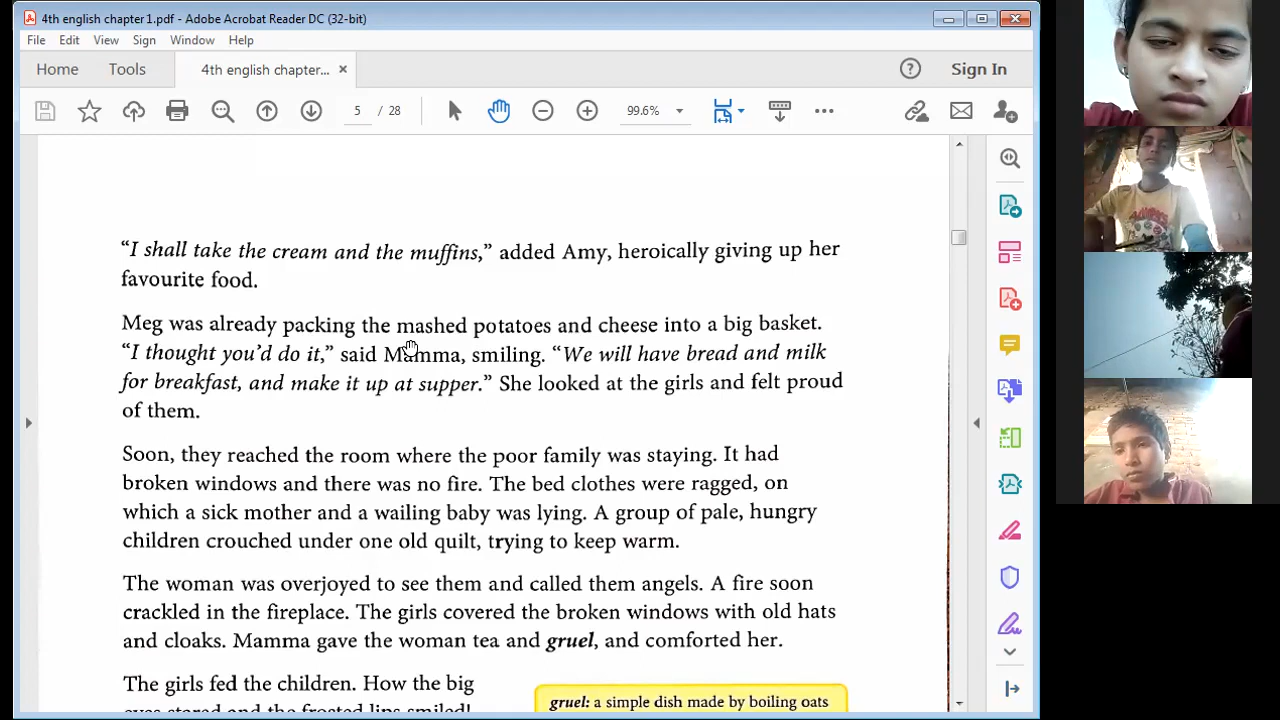 4th english chapter 1.pdf - Adobe Acrobat Reader DC (32-bit)
File Edit View Sign Window Help
Home Tools 4th english chapter... × Sign In
5 / 28 99.6%
“I shall take the cream and the muffins,” added Amy, heroically giving up her
favourite food.
Meg was already packing the mashed potatoes and cheese into a big basket.
“I thought you’d do it,” said Mamma, smiling. “We will have bread and milk
for breakfast, and make it up at supper.” She looked at the girls and felt proud
of them.
Soon, they reached the room where the poor family was staying. It had
broken windows and there was no fire. The bed clothes were ragged, on
which a sick mother and a wailing baby was lying. A group of pale, hungry
children crouched under one old quilt, trying to keep warm.
The woman was overjoyed to see them and called them angels. A fire soon
crackled in the fireplace. The girls covered the broken windows with old hats
and cloaks. Mamma gave the woman tea and gruel, and comforted her.
The girls fed the children. How the big
eyes stared and the frosted lips smiled!
gruel: a simple dish made by boiling oats